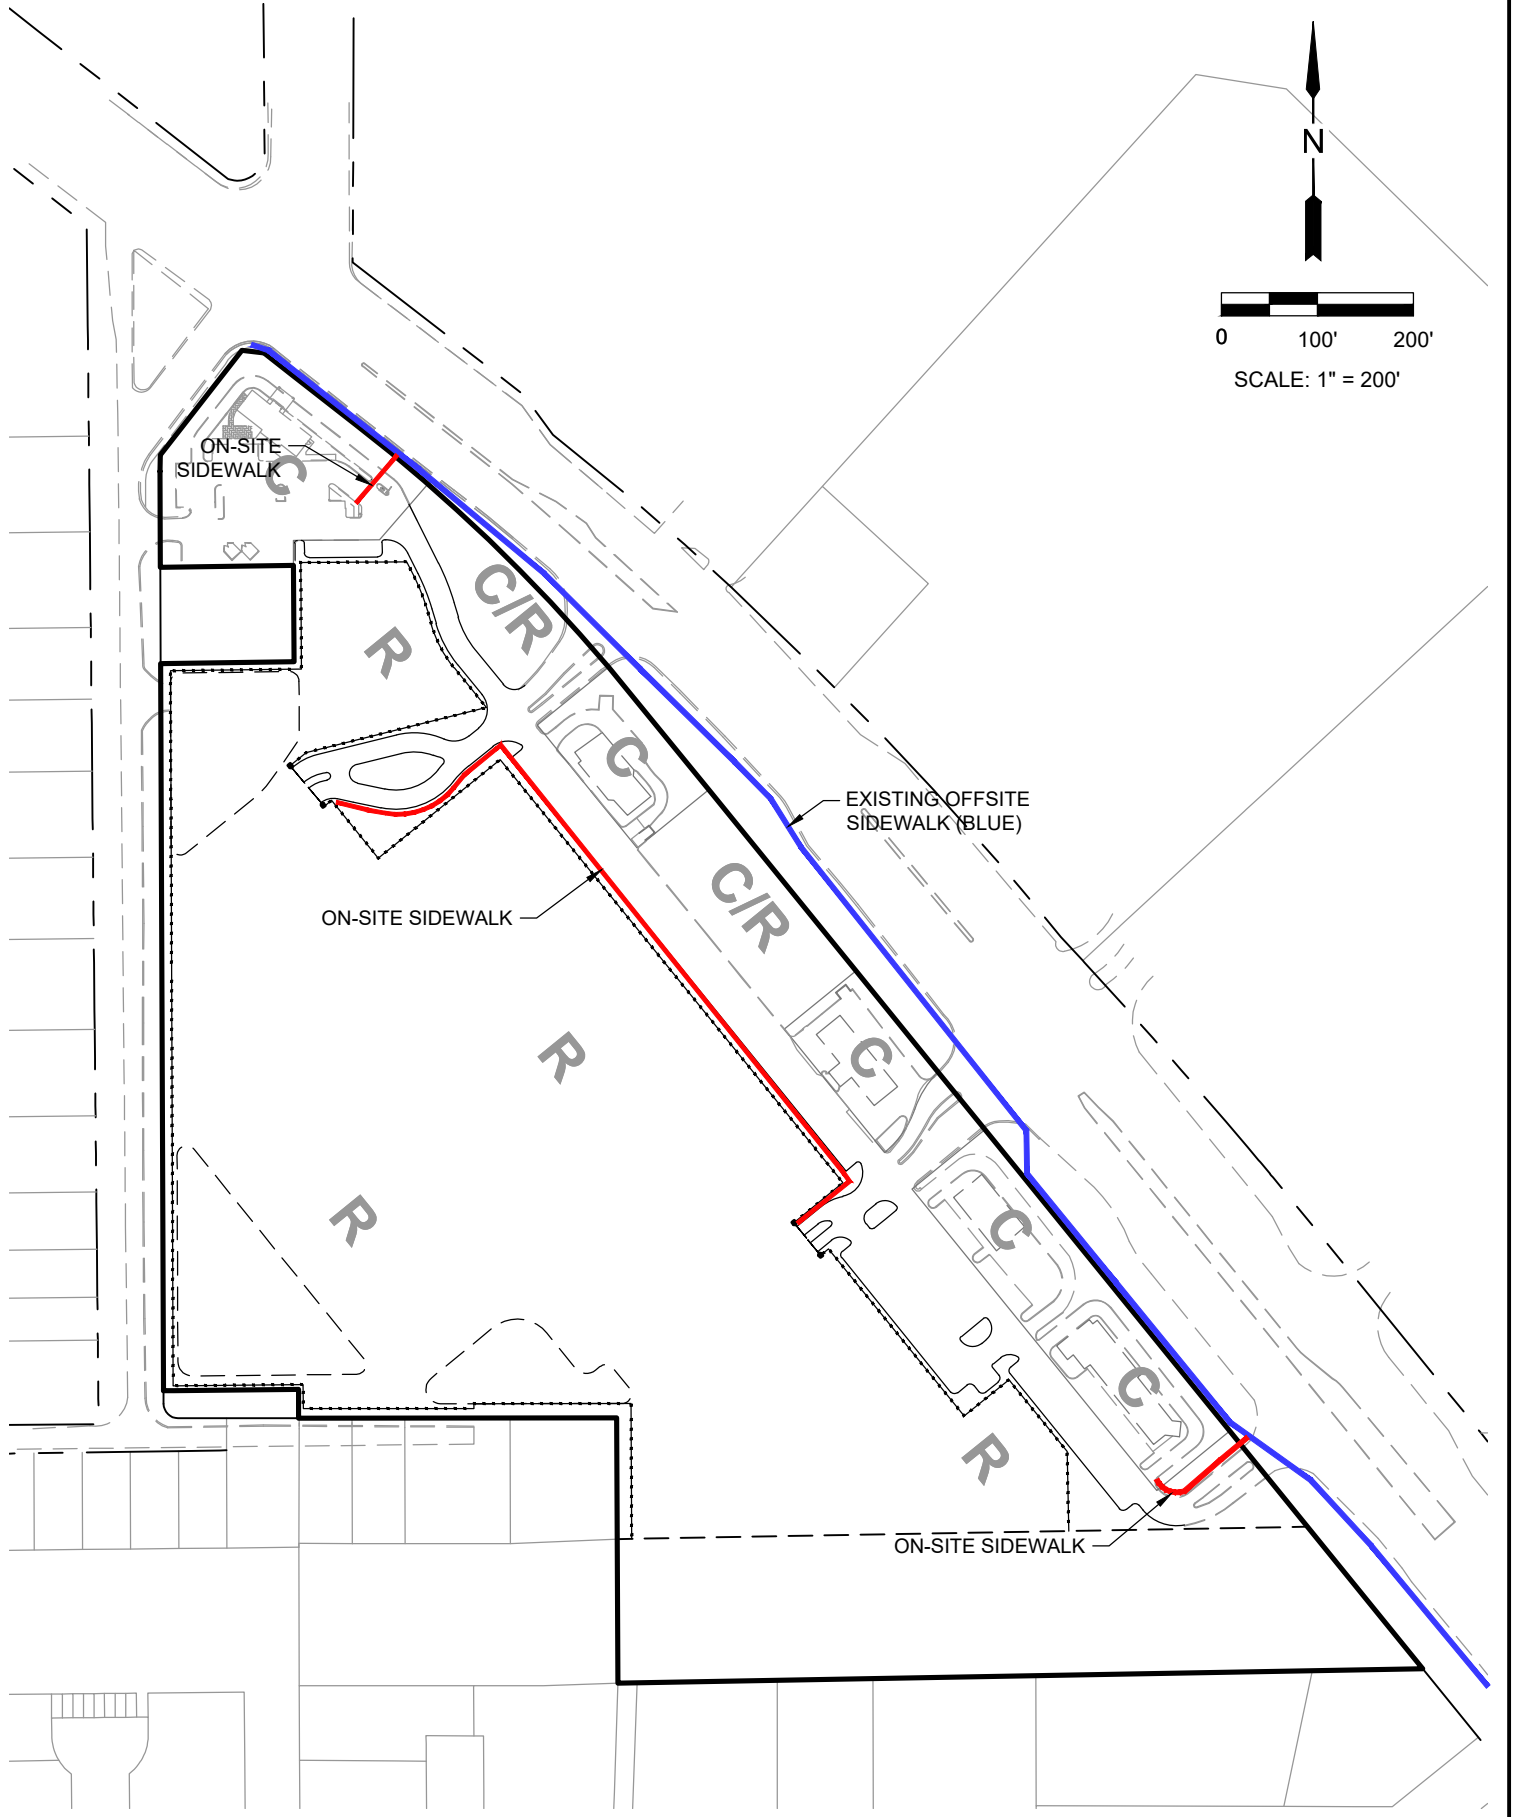 N
0 100' 200'
SCALE: 1" = 200'
ON-SITE
SIDEWALK
C
C/R
R
C
EXISTING OFFSITE
SIDEWALK (BLUE)
C/R
ON-SITE SIDEWALK
R
C
R
C
C
R
ON-SITE SIDEWALK